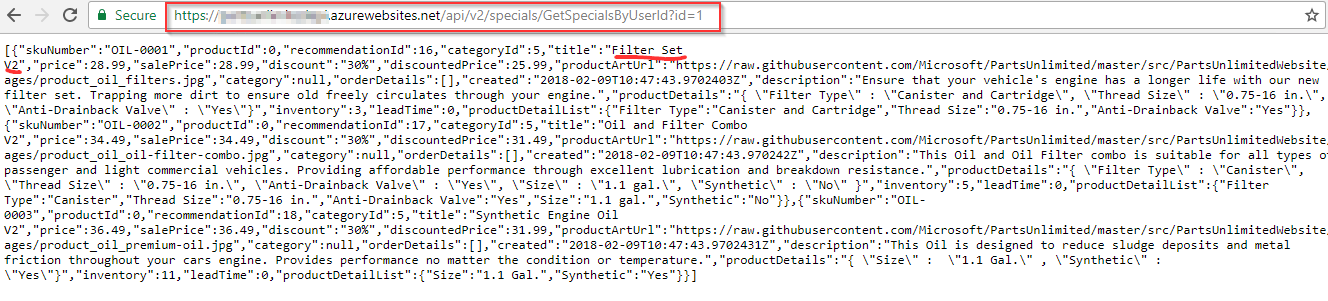 Secure https:// .azurewebsites.net/api/v2/specials/GetSpecialsByUserId?id=1
[{"skuNumber":"OIL-0001","productId":0,"recommendationId":16,"categoryId":5,"title":"Filter Set
V2","price":28.99,"salePrice":28.99,"discount":"30%","discountedPrice":25.99,"productArtUrl":"https://raw.githubusercontent.com/Microsoft/PartsUnlimited/master/src/PartsUnlimitedWebsite/
ages/product_oil_filters.jpg","category":null,"orderDetails":[],"created":"2018-02-09T10:47:43.9702403Z","description":"Ensure that your vehicle's engine has a longer life with our new
filter set. Trapping more dirt to ensure old freely circulates through your engine.","productDetails":"{ \"Filter Type\" : \"Canister and Cartridge\", \"Thread Size\" : \"0.75-16 in.\",
\"Anti-Drainback Valve\" : \"Yes\"}","inventory":3,"leadTime":0,"productDetailList":{"Filter Type":"Canister and Cartridge","Thread Size":"0.75-16 in.","Anti-Drainback Valve":"Yes"}},
{"skuNumber":"OIL-0002","productId":0,"recommendationId":17,"categoryId":5,"title":"Oil and Filter Combo
V2","price":34.49,"salePrice":34.49,"discount":"30%","discountedPrice":31.49,"productArtUrl":"https://raw.githubusercontent.com/Microsoft/PartsUnlimited/master/src/PartsUnlimitedWebsite/
ages/product_oil_oil-filter-combo.jpg","category":null,"orderDetails":[],"created":"2018-02-09T10:47:43.970242Z","description":"This Oil and Oil Filter combo is suitable for all types of
passenger and light commercial vehicles. Providing affordable performance through excellent lubrication and breakdown resistance.","productDetails":"{ \"Filter Type\" : \"Canister\",
\"Thread Size\" : \"0.75-16 in.\", \"Anti-Drainback Valve\" : \"Yes\", \"Size\" : \"1.1 gal.\", \"Synthetic\" : \"No\" }","inventory":5,"leadTime":0,"productDetailList":{"Filter
Type":"Canister","Thread Size":"0.75-16 in.","Anti-Drainback Valve":"Yes","Size":"1.1 gal.","Synthetic":"No"}},{"skuNumber":"OIL-
0003","productId":0,"recommendationId":18,"categoryId":5,"title":"Synthetic Engine Oil
V2","price":36.49,"salePrice":36.49,"discount":"30%","discountedPrice":31.99,"productArtUrl":"https://raw.githubusercontent.com/Microsoft/PartsUnlimited/master/src/PartsUnlimitedWebsite/
ages/product_oil_premium-oil.jpg","category":null,"orderDetails":[],"created":"2018-02-09T10:47:43.9702431Z","description":"This Oil is designed to reduce sludge deposits and metal
friction throughout your cars engine. Provides performance no matter the condition or temperature.","productDetails":"{ \"Size\" :  \"1.1 Gal.\" , \"Synthetic\" :
\"Yes\"}","inventory":11,"leadTime":0,"productDetailList":{"Size":"1.1 Gal.","Synthetic":"Yes"}}]